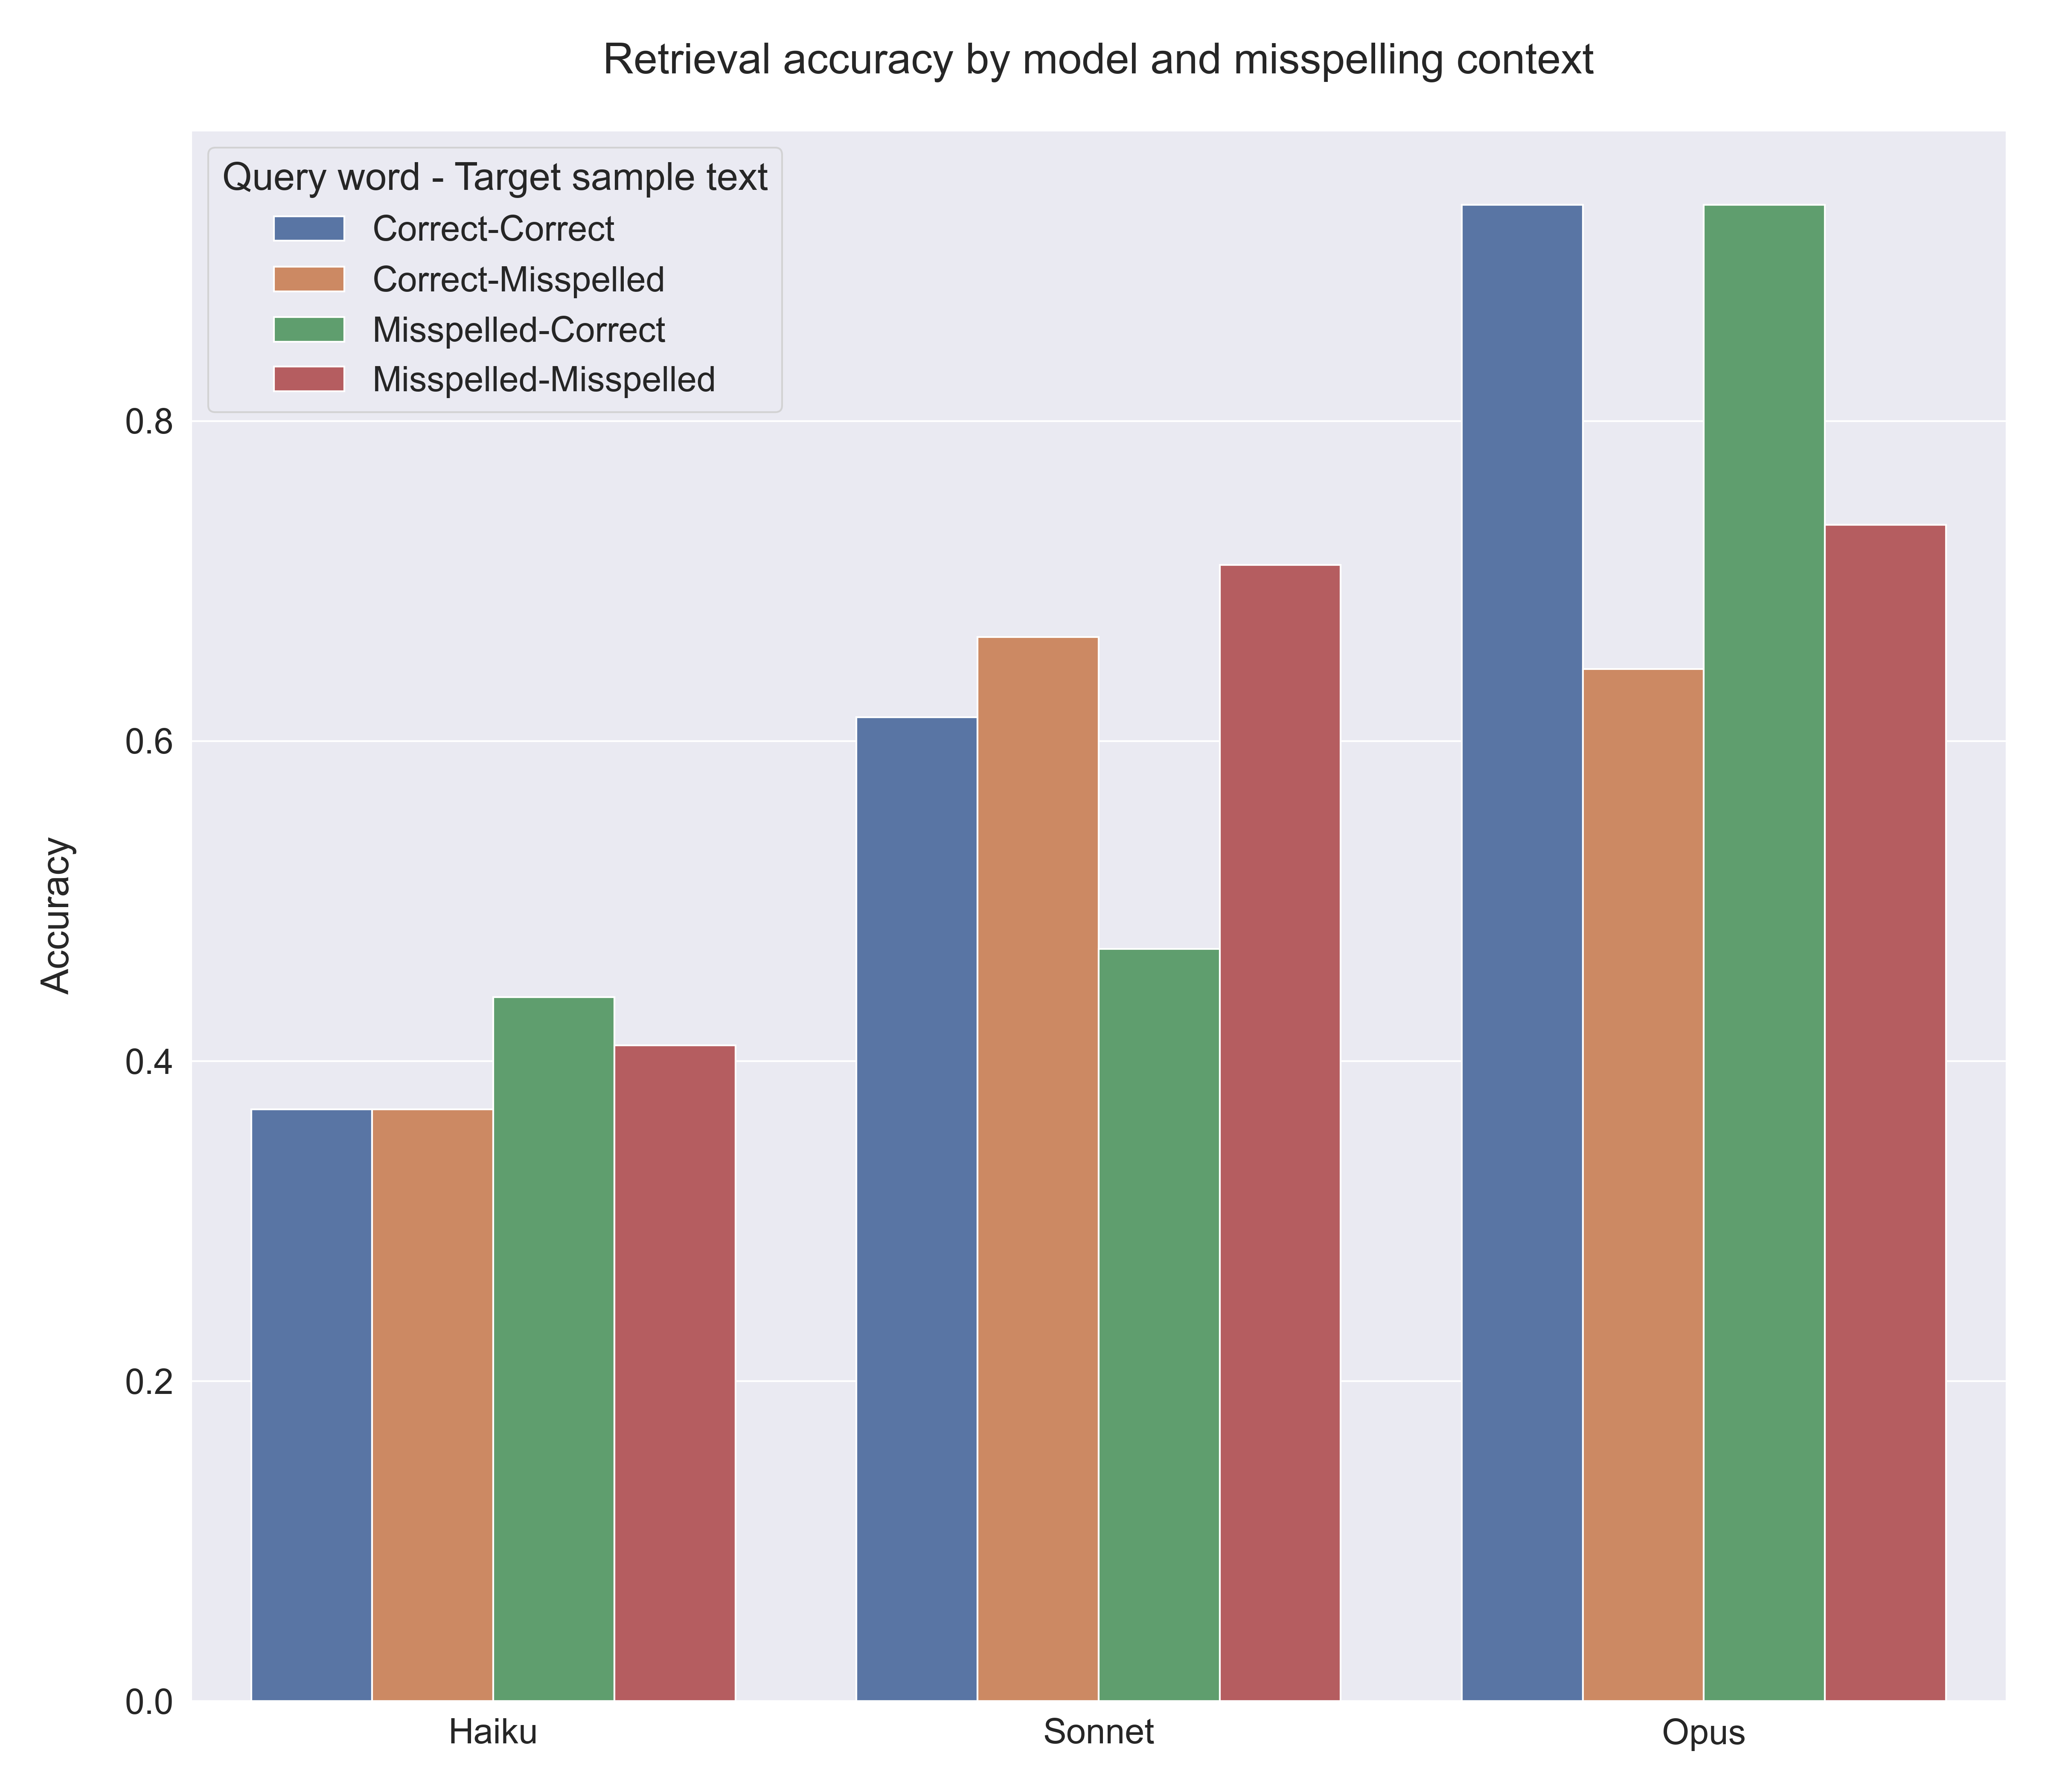 Retrieval accuracy by model and misspelling context
Query word - Target sample text
Correct-Correct
Correct-Misspelled
Misspelled-Correct
Misspelled-Misspelled
0.8
0.6
0.4
0.2
0.0
Accuracy
Haiku
Sonnet
Opus